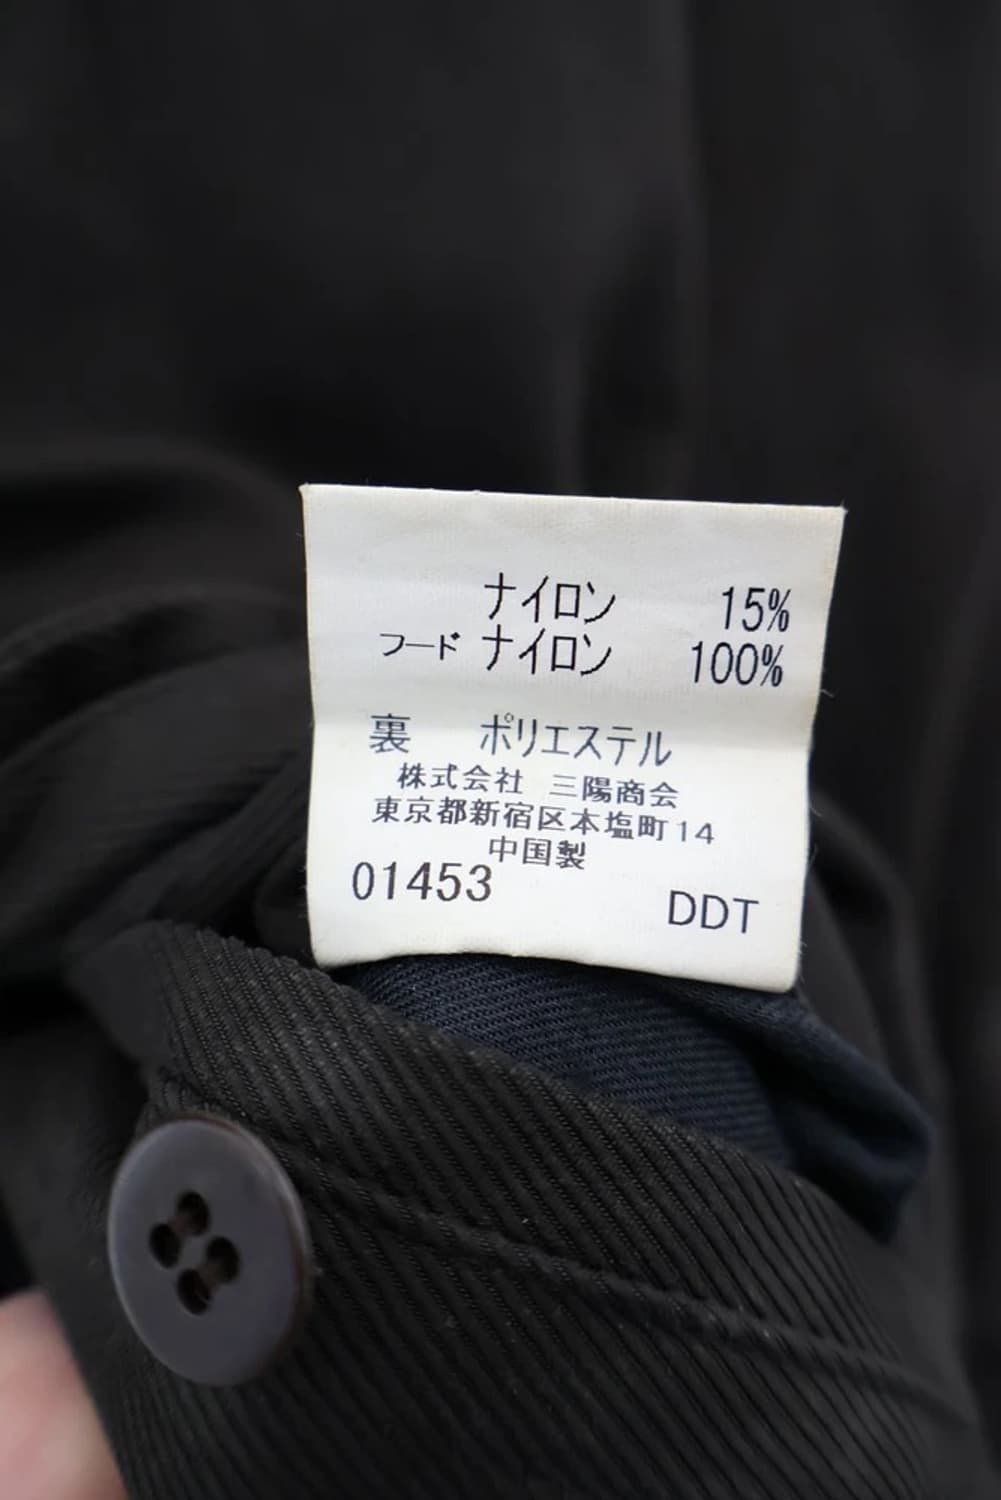 ナイロン 15%
フード ナイロン 100%
裏 ポリエステル
株式会社 三陽商会
東京都新宿区本塩町14
中国製
01453
DDT